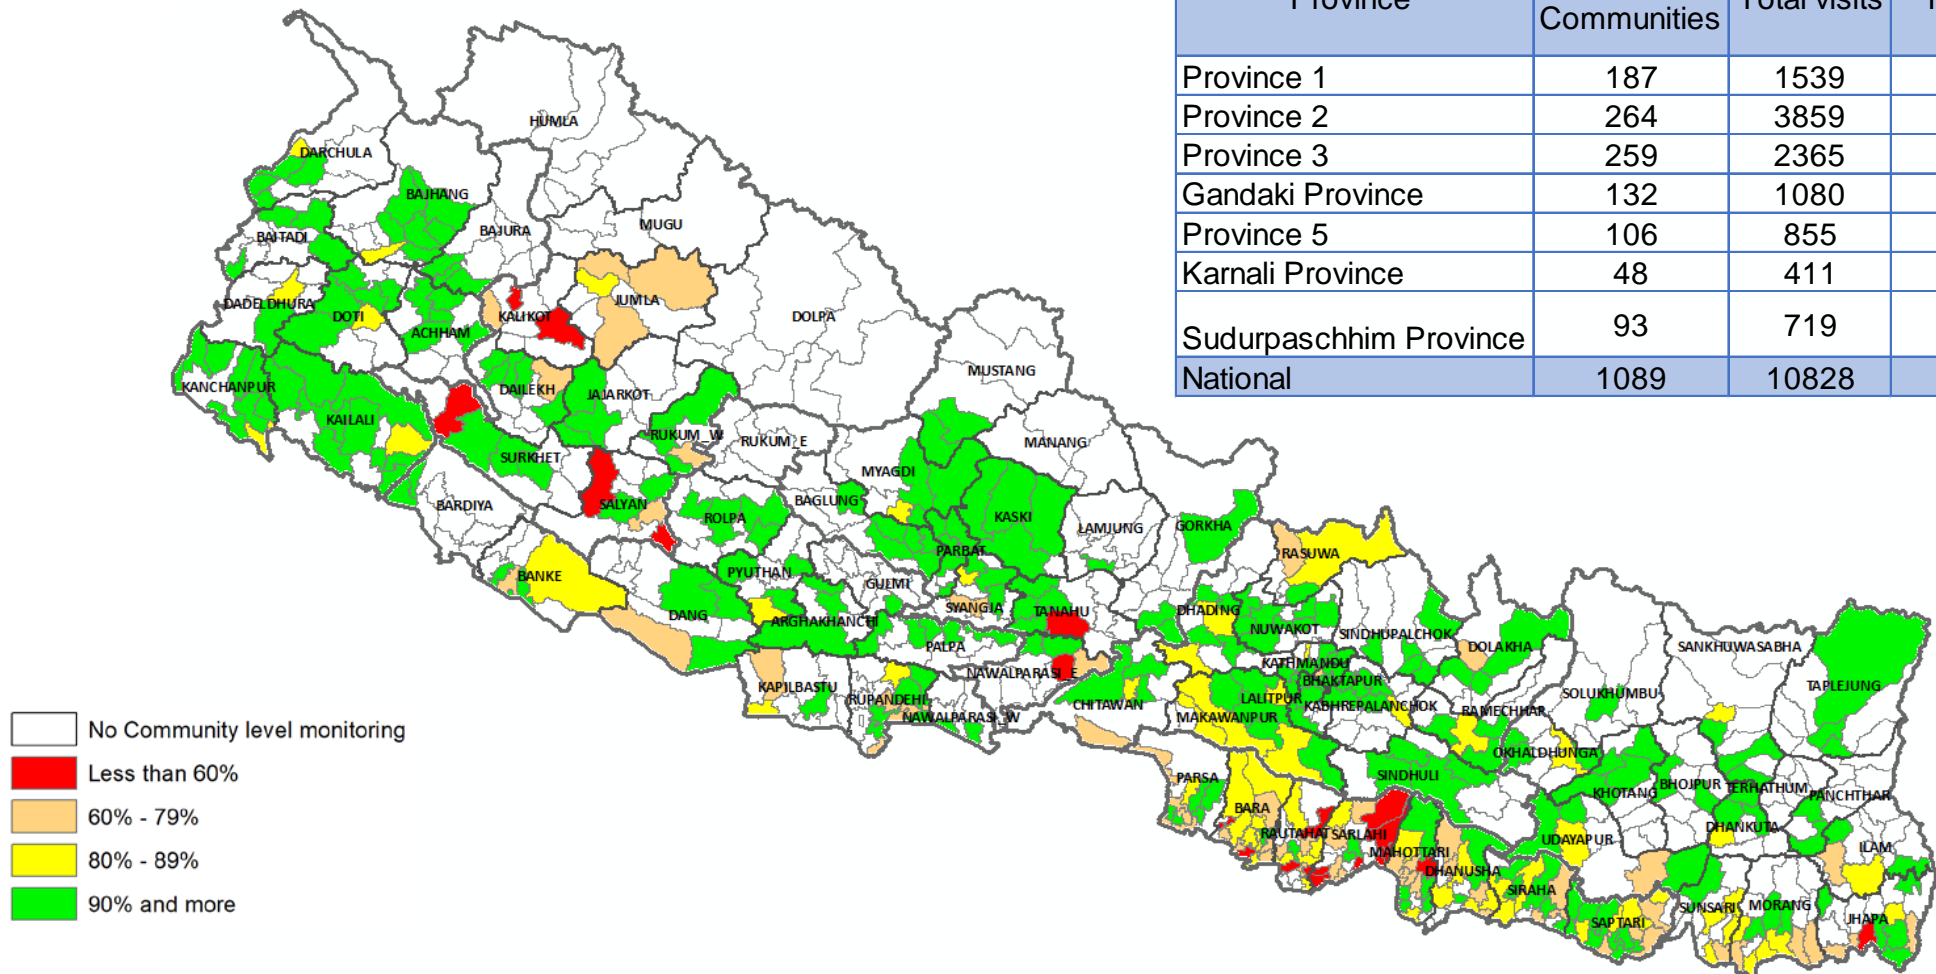 Province
Communities
Total visits
Province 1 187 1539
Province 2 264 3859
Province 3 259 2365
Gandaki Province 132 1080
Province 5 106 855
Karnali Province 48 411
Sudurpaschhim Province 93 719
National 1089 10828
HUMLA
DARCHULA
BAJHANG
BAITADI
BAJURA
MUGU
DADELDHURA
DOTI
ACHHAM
KALIKOT
JUMLA
DOLPA
MUSTANG
KANCHANPUR
KAILALI
DAILEKH
JAJARKOT
RUKUM_W
RUKUM_E
MANANG
SURKHET
MYAGDI
BARDIYA
SALYAN
ROLPA
BAGLUNG
KASKI
LAMJUNG
GORKHA
RASUWA
BANKE
PYUTHAN
PARBAT
GULMI
DANG
ARGHAKHANCHI
SYANGJA
TANAHU
DHADING
NUWAKOT
SINDHUPALCHOK
DOLAKHA
SANKHUWASABHA
TAPLEJUNG
PALPA
NAWALPARASI_E
KATHMANDU
BHAKTAPUR
KAPILBASTU
RUPANDEHI
NAWALPARASI_W
CHITAWAN
LALITPUR
MAKAWANPUR
KABHREPALANCHOK
RAMECHHAP
SOLUKHUMBU
OKHALDHUNGA
PARSA
SINDHULI
KHOTANG
BHOJPUR
TERHATHUM
PANCHTHAR
BARA
RAUTAHAT
SARLAHI
MAHOTTARI
DHANUSHA
UDAYAPUR
DHANKUTA
ILAM
SIRAHA
SAPTARI
SUNSARI
MORANG
JHAPA
No Community level monitoring
Less than 60%
60% - 79%
80% - 89%
90% and more